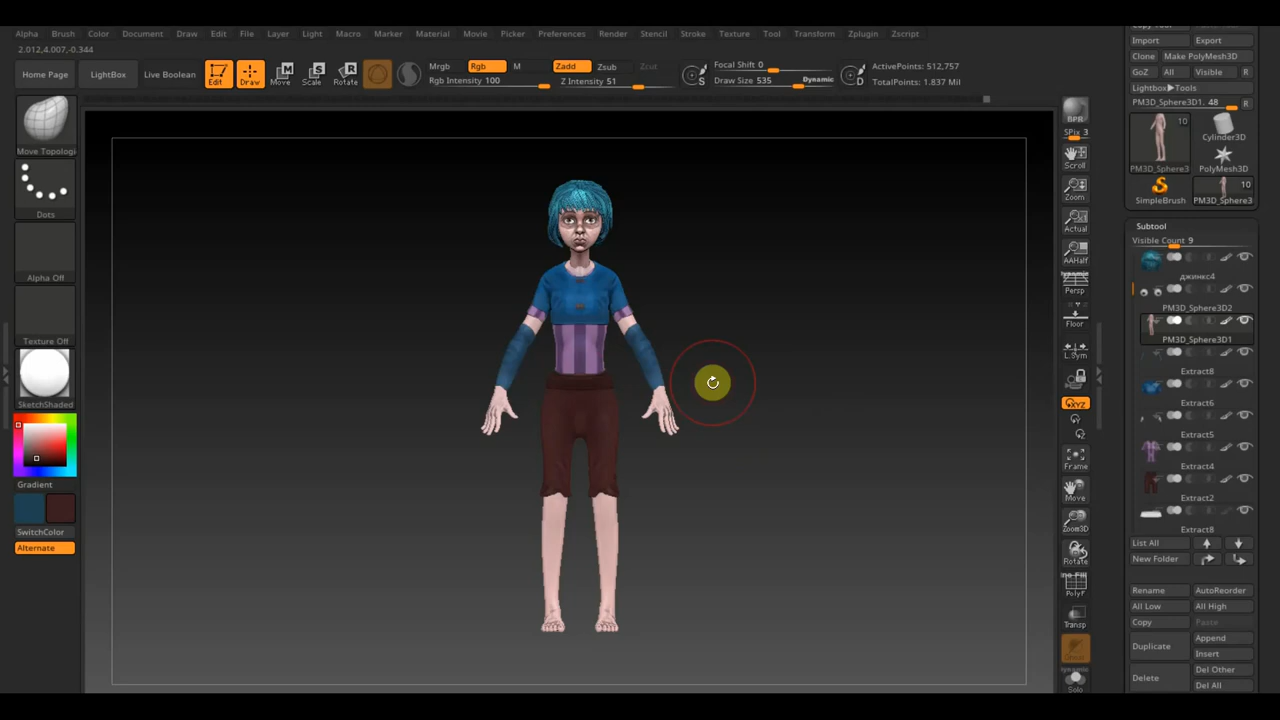 Alpha Brush Color Document Draw Edit File Layer Light Macro Marker Material Movie Picker Preferences Render Stencil Stroke Texture Tool Transform Zplugin Zscript
2.012,4.007,-0.344
Home Page LightBox Live Boolean Edit Draw Move Scale Rotate
Mrgb Rgb M Zadd Zsub Zcut
Rgb Intensity 100 Z Intensity 51
Focal Shift 0
Draw Size 535 Dynamic
ActivePoints: 512,757
TotalPoints: 1.837 Mil
Move Topologi
Dots
Alpha Off
Texture Off
SketchShaded
Gradient
SwitchColor
Alternate
BPR
SPix 3
Scroll
Zoom
Actual
AAHalf
Dynamic
Persp
Floor
L.Sym
XYZ
Frame
Move
Zoom3D
Rotate
PolyF
Transp
Dynamic
Solo
Import Export
Clone Make PolyMesh3D
GoZ All Visible R
Lightbox▶Tools
PM3D_Sphere3D1. 48 R
10
Cylinder3D
PM3D_Sphere3 PolyMesh3D
10
SimpleBrush PM3D_Sphere3
Subtool
Visible Count 9
джинкс4
PM3D_Sphere3D2
PM3D_Sphere3D1
Extract8
Extract6
Extract5
Extract4
Extract2
Extract8
List All
New Folder
Rename AutoReorder
All Low All High
Copy Paste
Duplicate Append
Insert
Delete Del Other
Del All